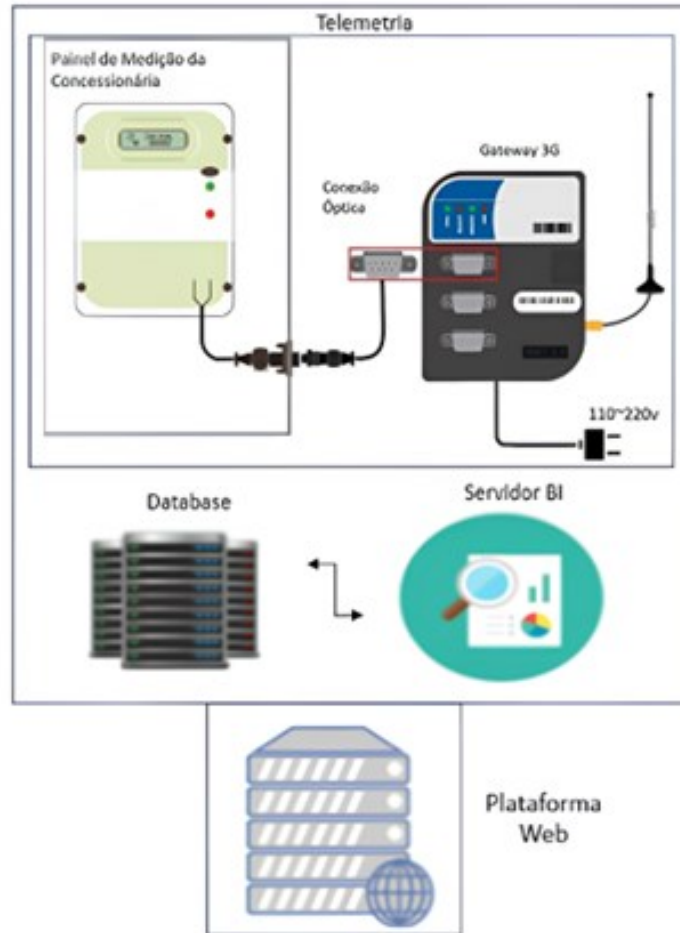 Telemetria
Painel de Medição da
Concessionária
Gateway 3G
Conexão
Óptica
110~220v
Database
Servidor BI
Plataforma
Web